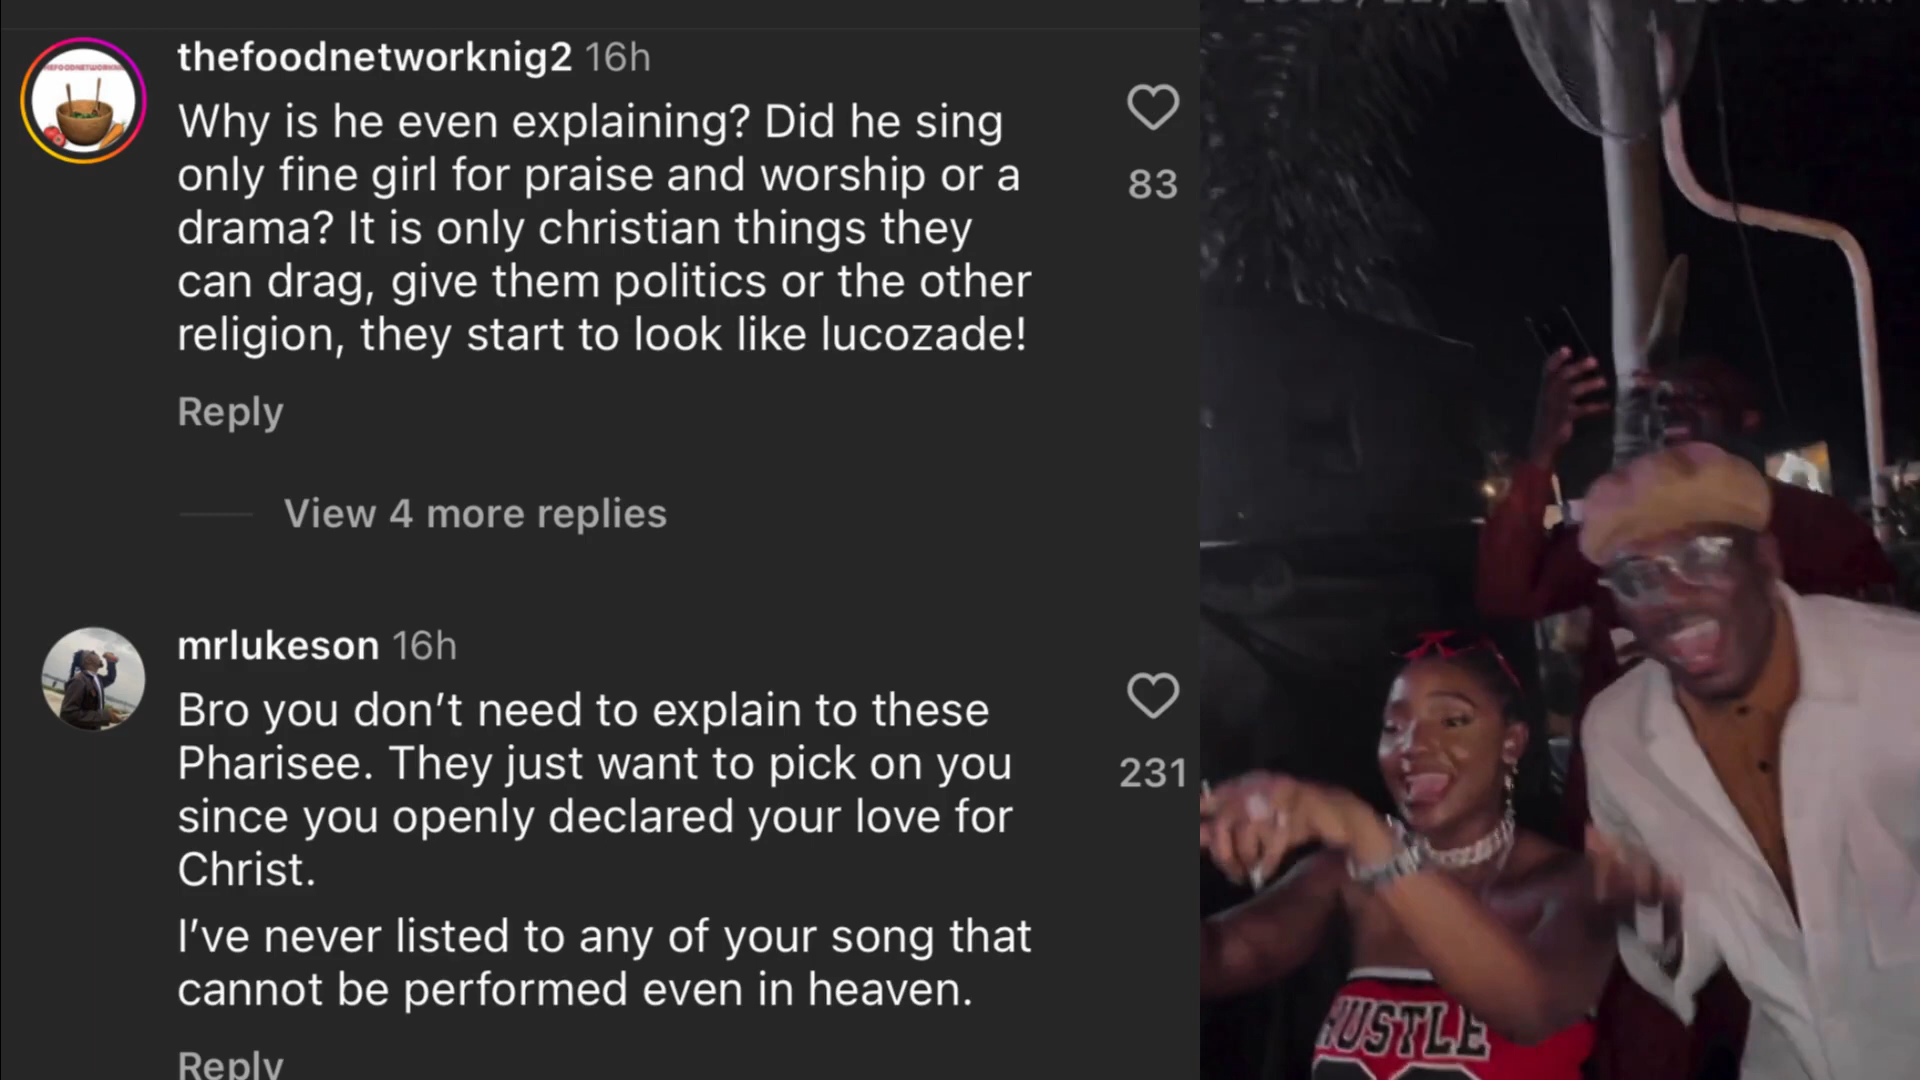 thefoodnetworknig2 16h
Why is he even explaining? Did he sing
only fine girl for praise and worship or a
drama? It is only christian things they
can drag, give them politics or the other
religion, they start to look like lucozade!
83
Reply
View 4 more replies
mrlukeson 16h
Bro you don’t need to explain to these
Pharisee. They just want to pick on you
since you openly declared your love for
Christ.
I’ve never listed to any of your song that
cannot be performed even in heaven.
231
Reply
HUSTLE